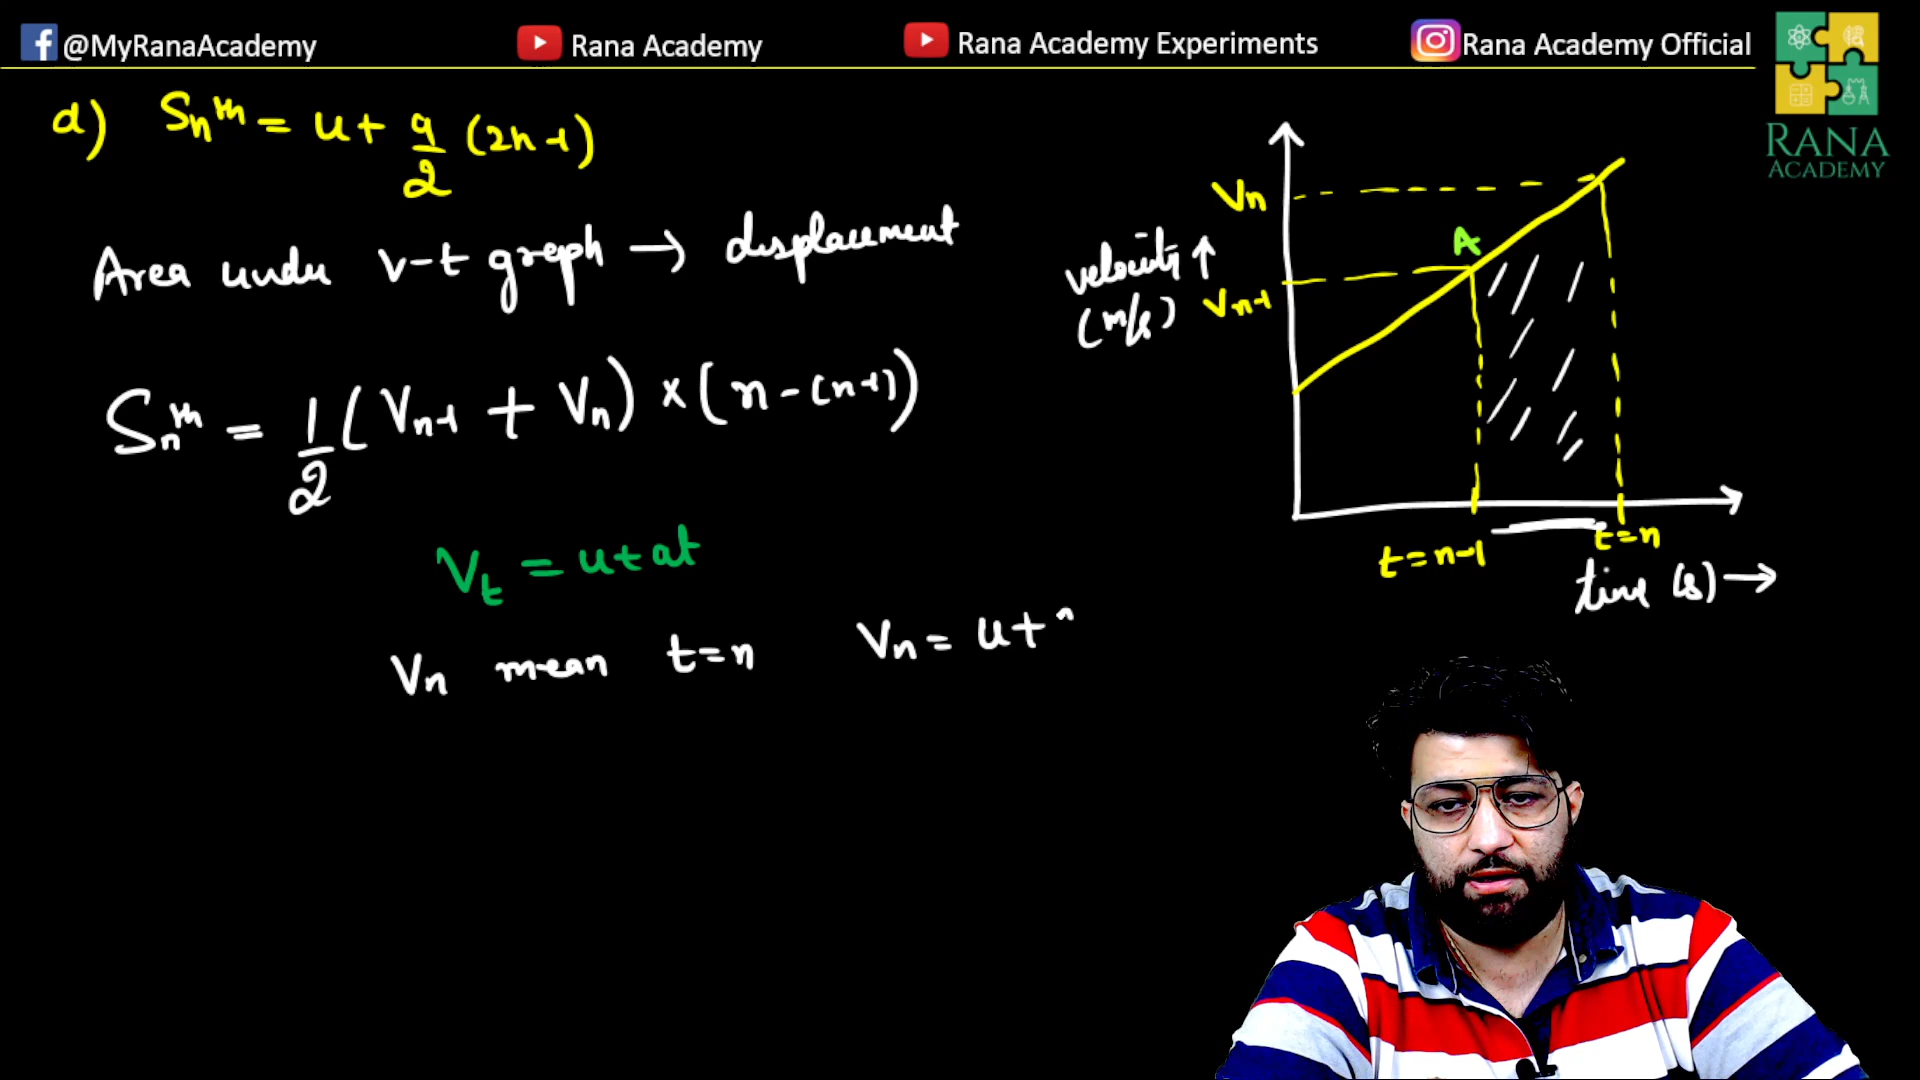 @MyRanaAcademy
Rana Academy
Rana Academy Experiments
Rana Academy Official
RANA
ACADEMY
d) Snth = u + a/2 (2n-1)
Area under v-t graph → displacement
Snth = 1/2 (Vn-1 + Vn) × (n - (n-1))
Vt = u + at
Vn mean t=n Vn = u +
Vn
A
velocity ↑
(m/s)
Vn-1
t=n-1
t=n
time (s) →